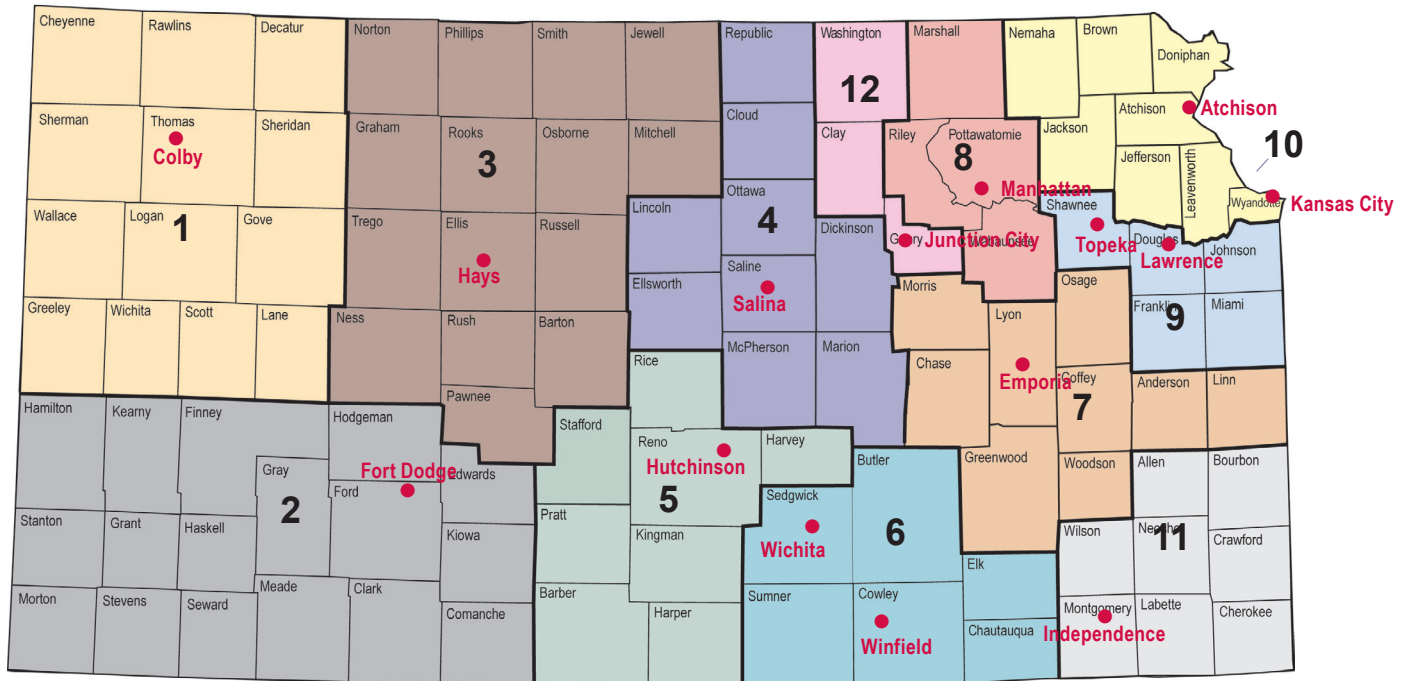 Cheyenne
Rawlins
Decatur
Norton
Phillips
Smith
Jewell
Republic
Washington
Marshall
Nemaha
Brown
Doniphan
12
Sherman
Thomas
Colby
Sheridan
Graham
Rooks
3
Osborne
Mitchell
Cloud
Clay
Riley
Pottawatomie
8
Manhattan
Jackson
Atchison
Atchison
10
Jefferson
Leavenworth
Wyandotte
Kansas City
Wallace
Logan
1
Gove
Trego
Ellis
Hays
Russell
Lincoln
Ottawa
4
Dickinson
Geary
Junction City
Wabaunsee
Shawnee
Topeka
Douglas
Lawrence
Johnson
Greeley
Wichita
Scott
Lane
Ness
Rush
Barton
Ellsworth
Saline
Salina
Morris
Lyon
Osage
Franklin
9
Miami
Pawnee
Rice
McPherson
Marion
Chase
Emporia
Coffey
7
Anderson
Linn
Hamilton
Kearny
Finney
Hodgeman
Stafford
Reno
Hutchinson
Harvey
Butler
Greenwood
Woodson
Allen
Bourbon
Gray
2
Fort Dodge
Ford
Edwards
5
Sedgwick
Wichita
6
Stanton
Grant
Haskell
Kiowa
Pratt
Kingman
Elk
Wilson
Neosho
11
Crawford
Morton
Stevens
Seward
Meade
Clark
Comanche
Barber
Harper
Sumner
Cowley
Winfield
Chautauqua
Montgomery
Independence
Labette
Cherokee